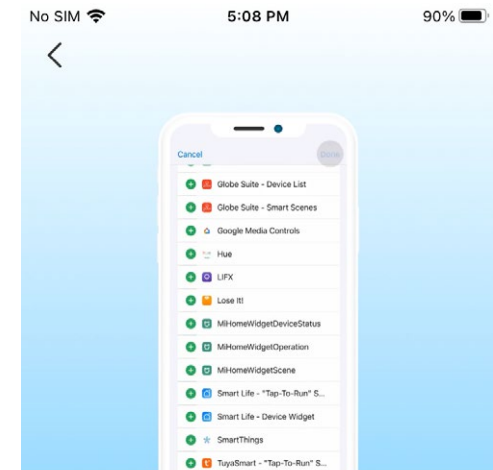 No SIM 5:08 PM 90%
Cancel Done
Globe Suite - Device List
Globe Suite - Smart Scenes
Google Media Controls
Hue
LIFX
Lose It!
MiHomeWidgetDeviceStatus
MiHomeWidgetOperation
MiHomeWidgetScene
Smart Life - "Tap-To-Run" S...
Smart Life - Device Widget
SmartThings
TuyaSmart - "Tap-To-Run" S...